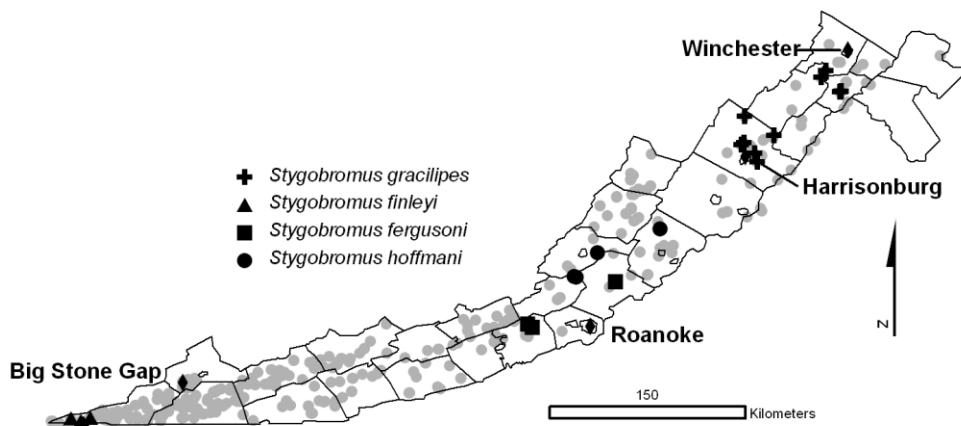 Winchester
Stygobromus gracilipes
Stygobromus finleyi
Stygobromus fergusoni
Stygobromus hoffmani
Harrisonburg
N
Roanoke
Big Stone Gap
150
Kilometers